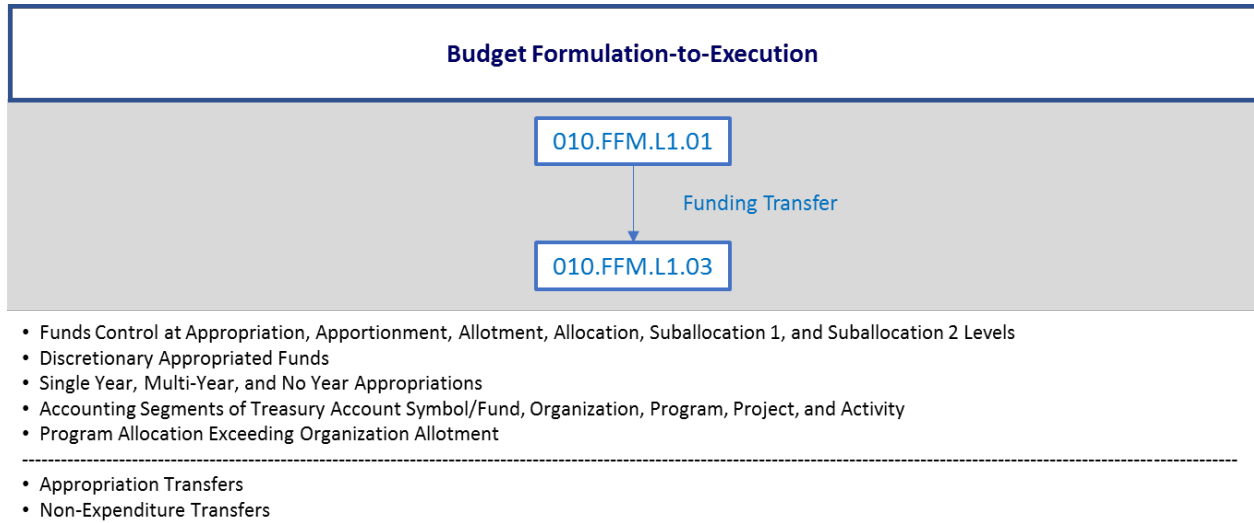 Budget Formulation-to-Execution
010.FFM.L1.01
Funding Transfer
010.FFM.L1.03
• Funds Control at Appropriation, Apportionment, Allotment, Allocation, Suballocation 1, and Suballocation 2 Levels
• Discretionary Appropriated Funds
• Single Year, Multi-Year, and No Year Appropriations
• Accounting Segments of Treasury Account Symbol/Fund, Organization, Program, Project, and Activity
• Program Allocation Exceeding Organization Allotment
• Appropriation Transfers
• Non-Expenditure Transfers